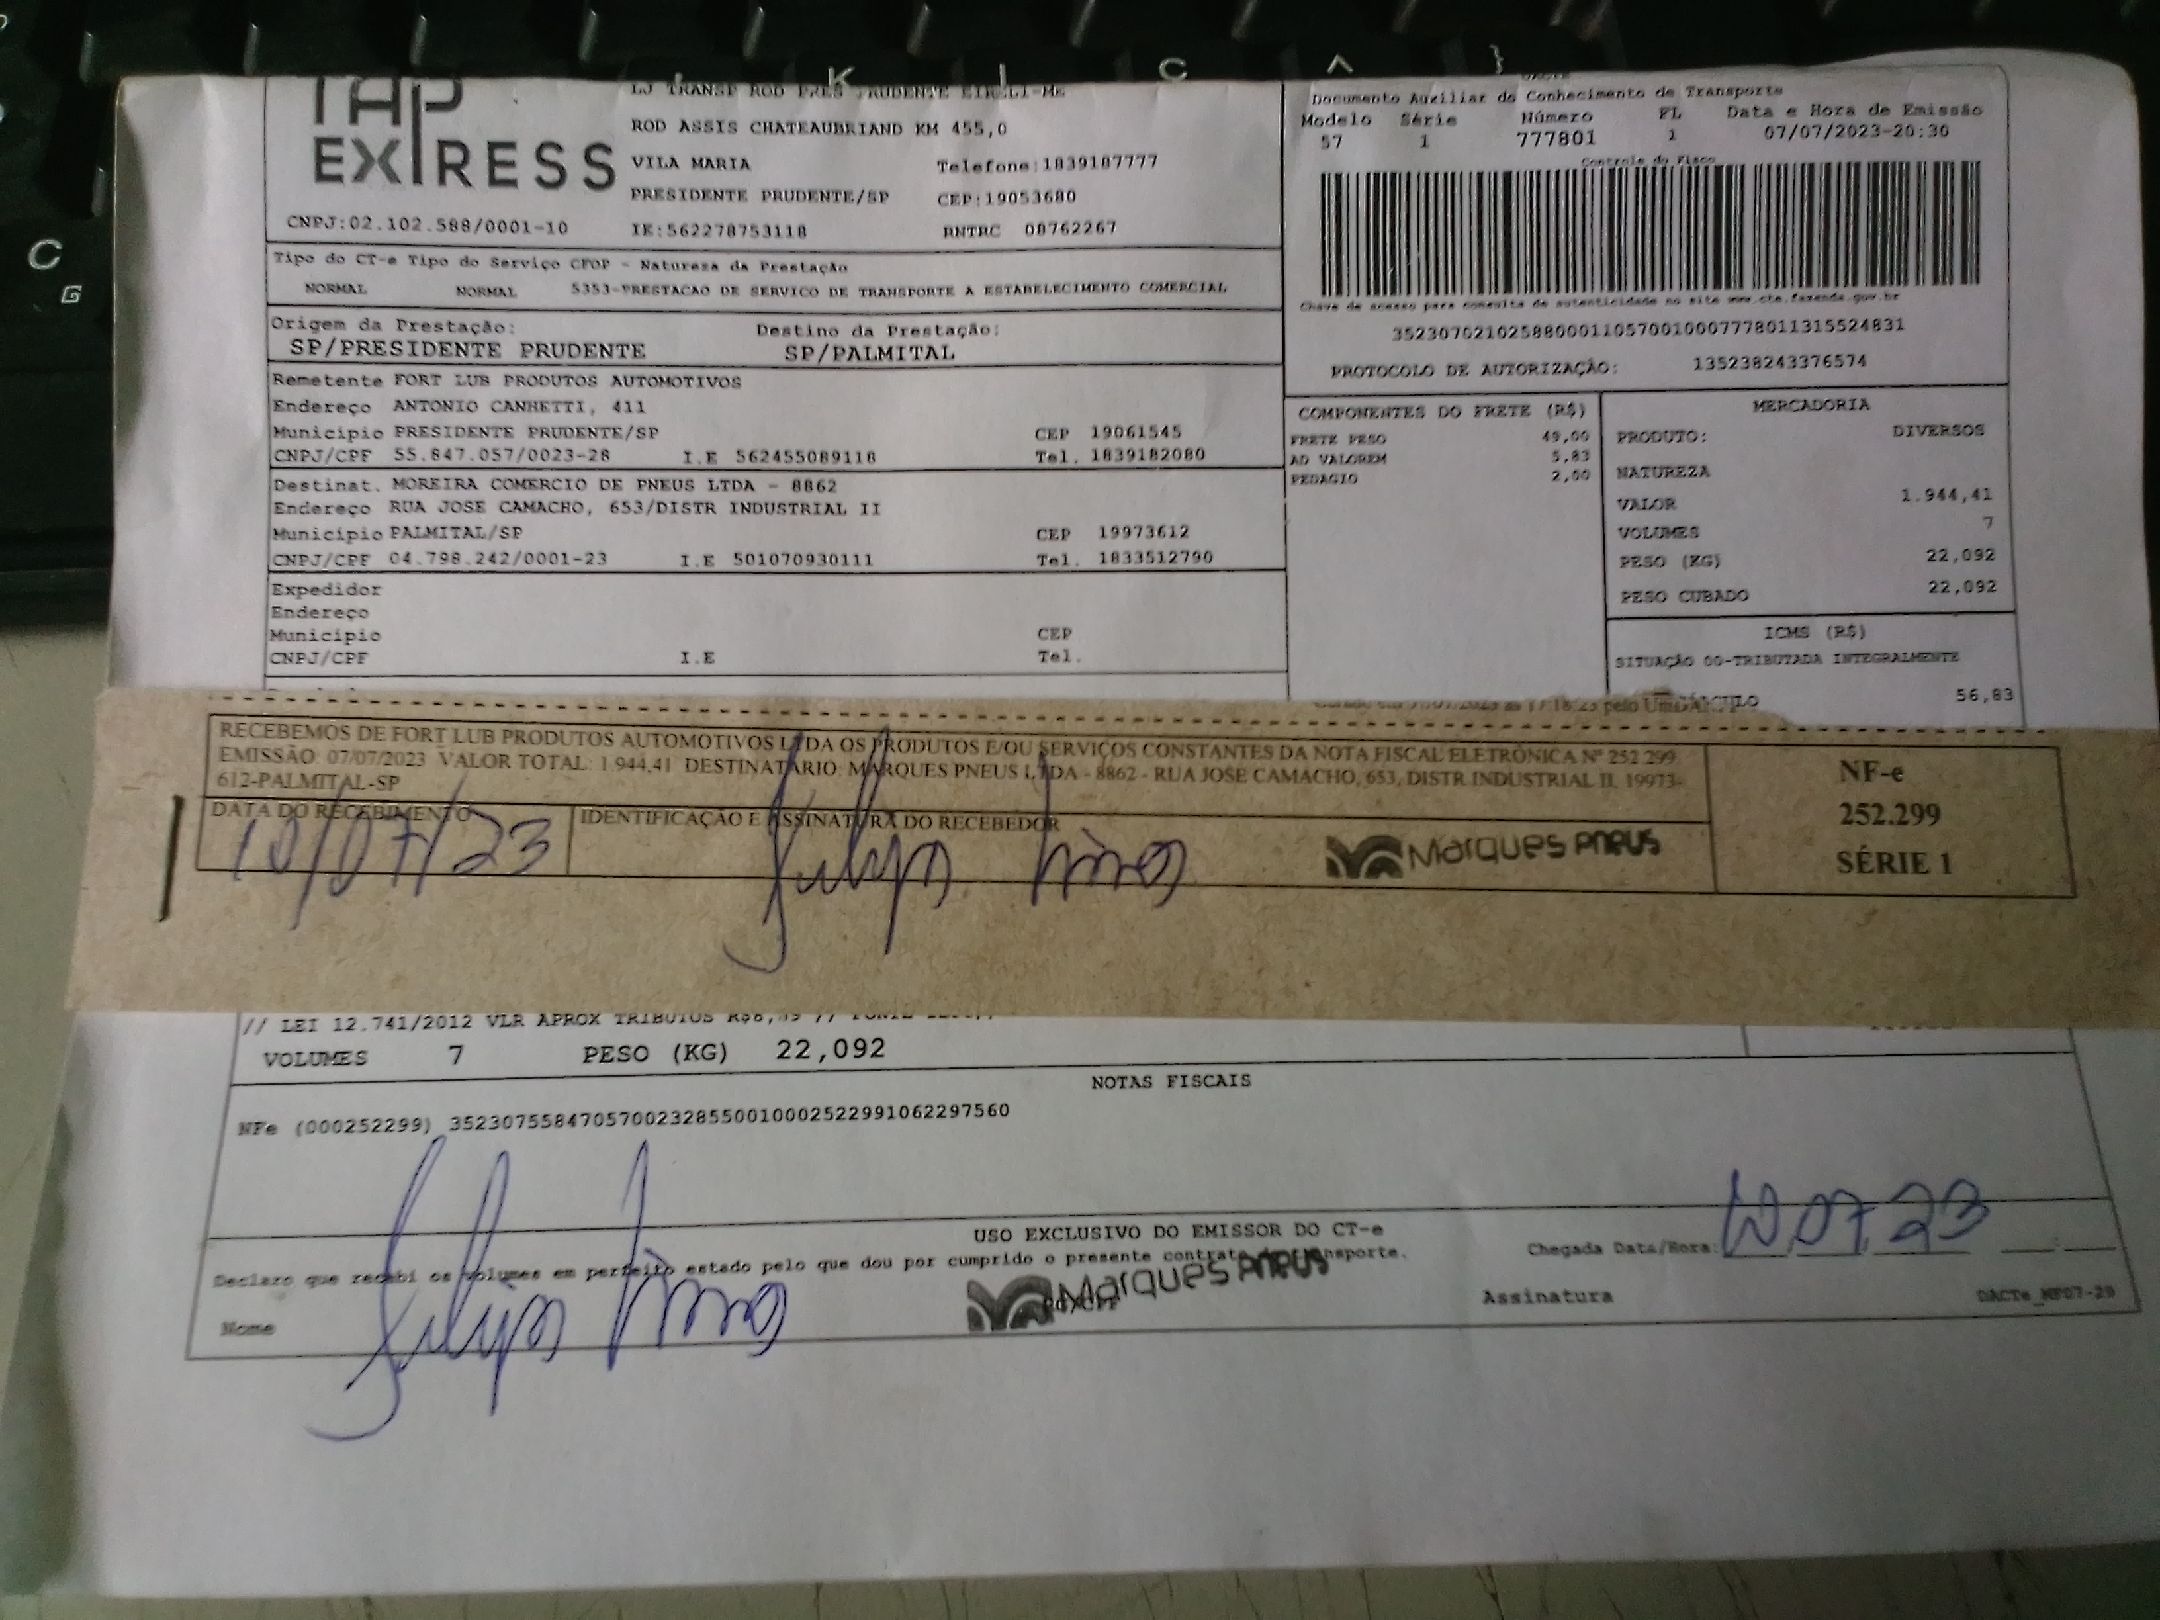 TAP
EXPRESS
LJ TRANSP ROD PRES PRUDENTE EIRELI-ME
ROD ASSIS CHATEAUBRIAND KM 455,0
VILA MARIA Telefone:1839187777
PRESIDENTE PRUDENTE/SP CEP:19053680
CNPJ:02.102.588/0001-10 IE:562278753118 RNTRC 08762267
DACTE
Documento Auxiliar do Conhecimento de Transporte
Modelo Série Número FL Data e Hora de Emissão
57 1 777801 1 07/07/2023-20:30
Controle do Fisco
Chave de acesso para consulta de autenticidade no site www.cte.fazenda.gov.br
35230702102588000110570010007778011315524831
PROTOCOLO DE AUTORIZAÇÃO: 135238243376574
Tipo do CT-e Tipo do Serviço CFOP - Natureza da Prestação
NORMAL NORMAL 5353-PRESTACAO DE SERVICO DE TRANSPORTE A ESTABELECIMENTO COMERCIAL
Origem da Prestação: Destino da Prestação:
SP/PRESIDENTE PRUDENTE SP/PALMITAL
Remetente FORT LUB PRODUTOS AUTOMOTIVOS
Endereço ANTONIO CANHETTI, 411
Município PRESIDENTE PRUDENTE/SP CEP 19061545
CNPJ/CPF 55.847.057/0023-28 I.E 562455089118 Tel. 1839182080
Destinat. MOREIRA COMERCIO DE PNEUS LTDA - 8862
Endereço RUA JOSE CAMACHO, 653/DISTR INDUSTRIAL II
Município PALMITAL/SP CEP 19973612
CNPJ/CPF 04.798.242/0001-23 I.E 501070930111 Tel. 1833512790
Expedidor
Endereço
Município CEP
CNPJ/CPF I.E Tel.
COMPONENTES DO FRETE (R$)
FRETE PESO 49,00
AD VALOREM 5,83
PEDAGIO 2,00
MERCADORIA
PRODUTO: DIVERSOS
NATUREZA
VALOR 1.944,41
VOLUMES 7
PESO (KG) 22,092
PESO CUBADO 22,092
ICMS (R$)
SITUAÇÃO 00-TRIBUTADA INTEGRALMENTE
56,83
RECEBEMOS DE FORT LUB PRODUTOS AUTOMOTIVOS LTDA OS PRODUTOS E/OU SERVIÇOS CONSTANTES DA NOTA FISCAL ELETRÔNICA Nº 252.299
EMISSÃO: 07/07/2023 VALOR TOTAL: 1.944,41 DESTINATÁRIO: MARQUES PNEUS LTDA - 8862 - RUA JOSE CAMACHO, 653, DISTR INDUSTRIAL II, 19973-
612-PALMITAL-SP
DATA DO RECEBIMENTO IDENTIFICAÇÃO E ASSINATURA DO RECEBEDOR
10/07/23
Marques Pneus
NF-e
252.299
SÉRIE 1
// LEI 12.741/2012 VLR APROX TRIBUTOS
VOLUMES 7 PESO (KG) 22,092
NOTAS FISCAIS
NFe (000252299) 35230755847057002328550010002522991062297560
USO EXCLUSIVO DO EMISSOR DO CT-e
Declaro que recebi os volumes em perfeito estado pelo que dou por cumprido o presente contrato de transporte.
Chegada Data/Hora: 10 07 23
Nome
Marques Pneus
Assinatura
DACTe_MF07-20